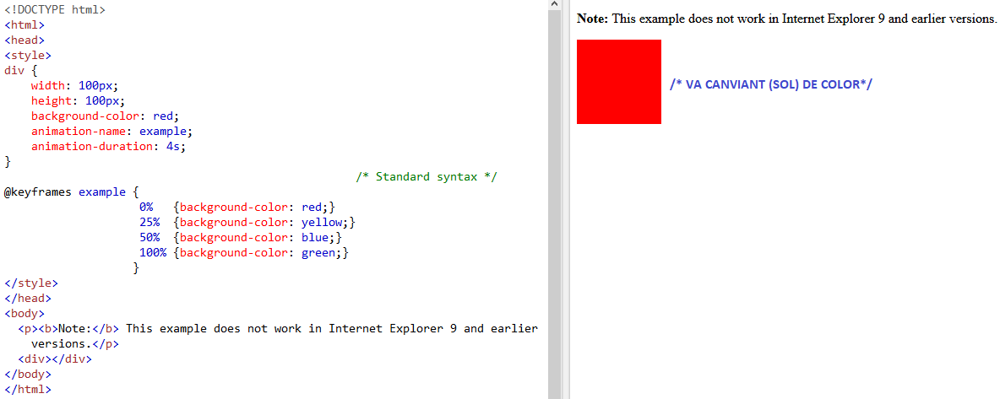 <!DOCTYPE html>
<html>
<head>
<style>
div {
    width: 100px;
    height: 100px;
    background-color: red;
    animation-name: example;
    animation-duration: 4s;
}
/* Standard syntax */
@keyframes example {
    0%   {background-color: red;}
    25%  {background-color: yellow;}
    50%  {background-color: blue;}
    100% {background-color: green;}
}
</style>
</head>
<body>
  <p><b>Note:</b> This example does not work in Internet Explorer 9 and earlier
    versions.</p>
  <div></div>
</body>
</html>
Note: This example does not work in Internet Explorer 9 and earlier versions.
/* VA CANVIANT (SOL) DE COLOR*/